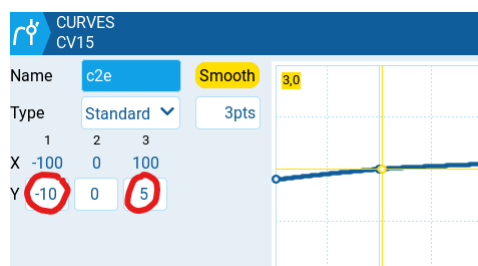 CURVES
CV15
Name c2e Smooth 3,0
Type Standard 3pts
1 2 3
X -100 0 100
Y -10 0 5